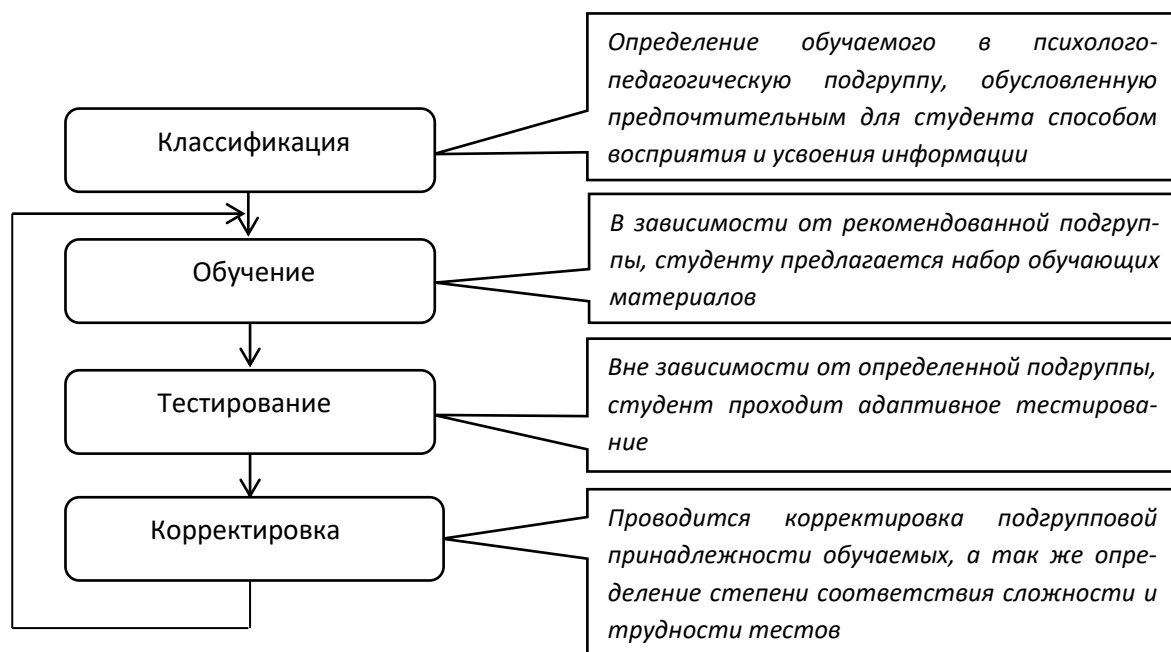 Классификация
Определение обучаемого в психолого-
педагогическую подгруппу, обусловленную
предпочтительным для студента способом
восприятия и усвоения информации
Обучение
В зависимости от рекомендованной подгруп-
пы, студенту предлагается набор обучающих
материалов
Тестирование
Вне зависимости от определенной подгруппы,
студент проходит адаптивное тестирова-
ние
Корректировка
Проводится корректировка подгрупповой
принадлежности обучаемых, а так же опре-
деление степени соответствия сложности и
трудности тестов